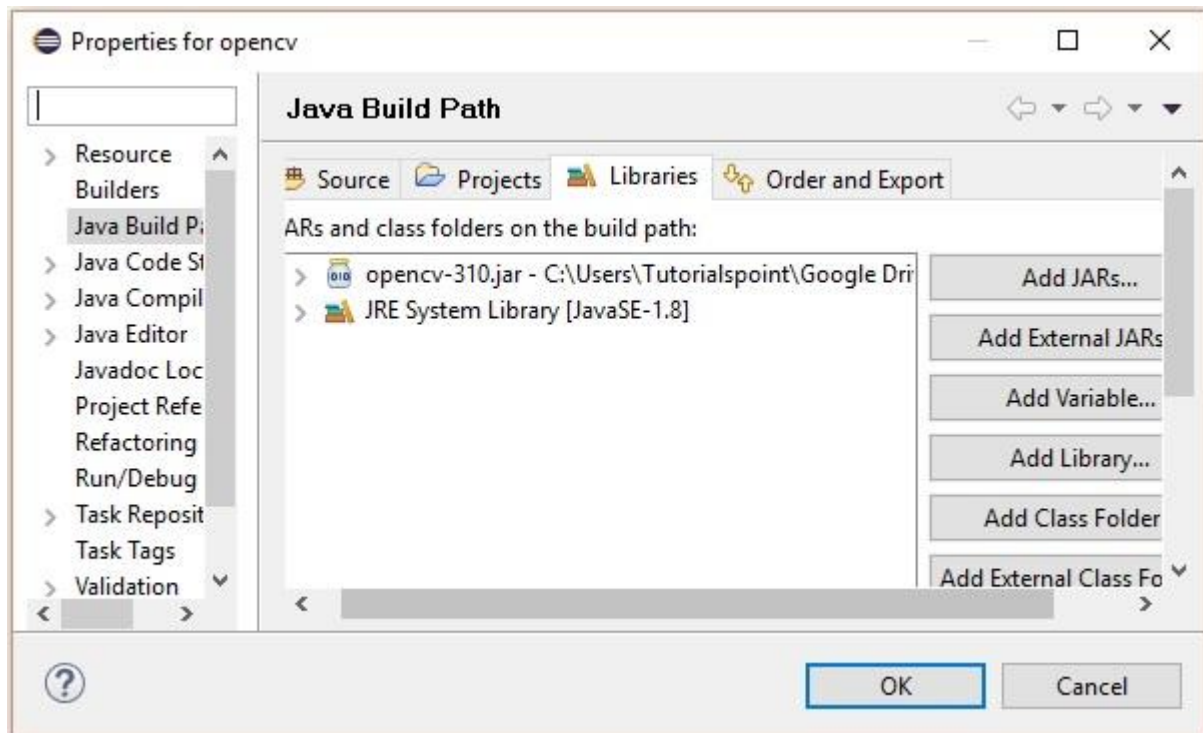 Properties for opencv
Java Build Path
Resource
Builders
Java Build Pa
Java Code St
Java Compil
Java Editor
Javadoc Loc
Project Refe
Refactoring
Run/Debug
Task Reposit
Task Tags
Validation
Source Projects Libraries Order and Export
ARs and class folders on the build path:
opencv-310.jar - C:\Users\Tutorialspoint\Google Driv
JRE System Library [JavaSE-1.8]
Add JARs...
Add External JARs
Add Variable...
Add Library...
Add Class Folder
Add External Class Fo
OK
Cancel